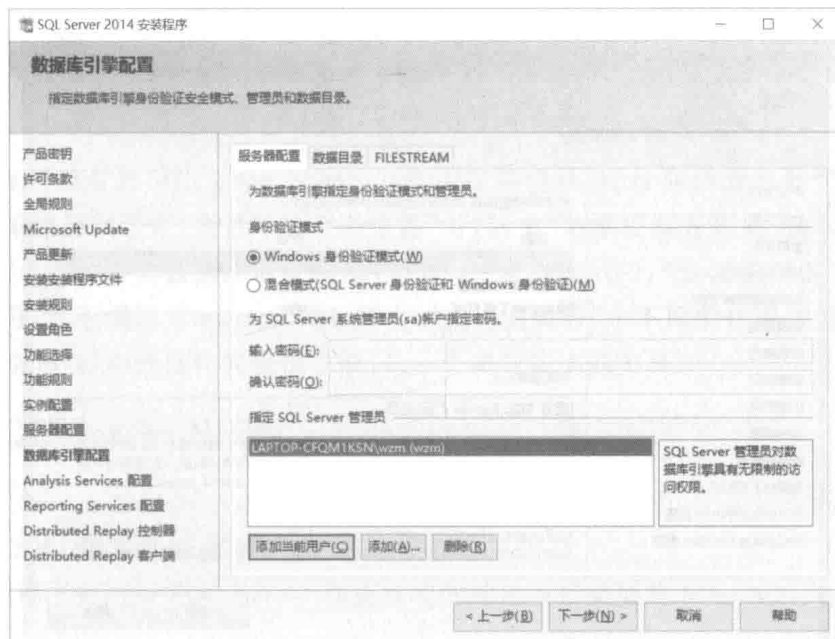 SQL Server 2014 安装程序
数据库引擎配置
指定数据库引擎身份验证安全模式、管理员和数据目录。
产品密钥
许可条款
全局规则
Microsoft Update
产品更新
安装安装程序文件
安装规则
设置角色
功能选择
功能规则
实例配置
服务器配置
数据库引擎配置
Analysis Services 配置
Reporting Services 配置
Distributed Replay 控制器
Distributed Replay 客户端
服务器配置 数据目录 FILESTREAM
为数据库引擎指定身份验证模式和管理员。
身份验证模式
Windows 身份验证模式(W)
混合模式(SQL Server 身份验证和 Windows 身份验证)(M)
为 SQL Server 系统管理员(sa)帐户指定密码。
输入密码(E):
确认密码(O):
指定 SQL Server 管理员
LAPTOP-CFQM1KSN\wzm (wzm)
SQL Server 管理员对数
据库引擎具有无限制的访
问权限。
添加当前用户(C) 添加(A)... 删除(R)
< 上一步(B) 下一步(N) > 取消 帮助